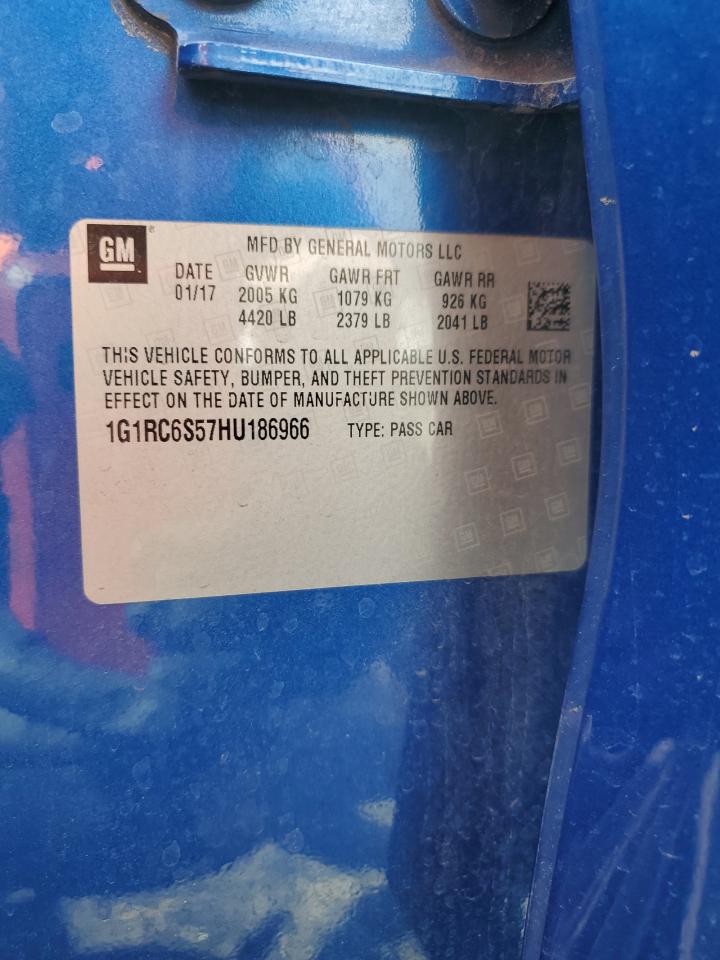 GM
MFD BY GENERAL MOTORS LLC
DATE GVWR GAWR FRT GAWR RR
01/17 2005 KG 1079 KG 926 KG
4420 LB 2379 LB 2041 LB
THIS VEHICLE CONFORMS TO ALL APPLICABLE U.S. FEDERAL MOTOR
VEHICLE SAFETY, BUMPER, AND THEFT PREVENTION STANDARDS IN
EFFECT ON THE DATE OF MANUFACTURE SHOWN ABOVE.
1G1RC6S57HU186966 TYPE: PASS CAR